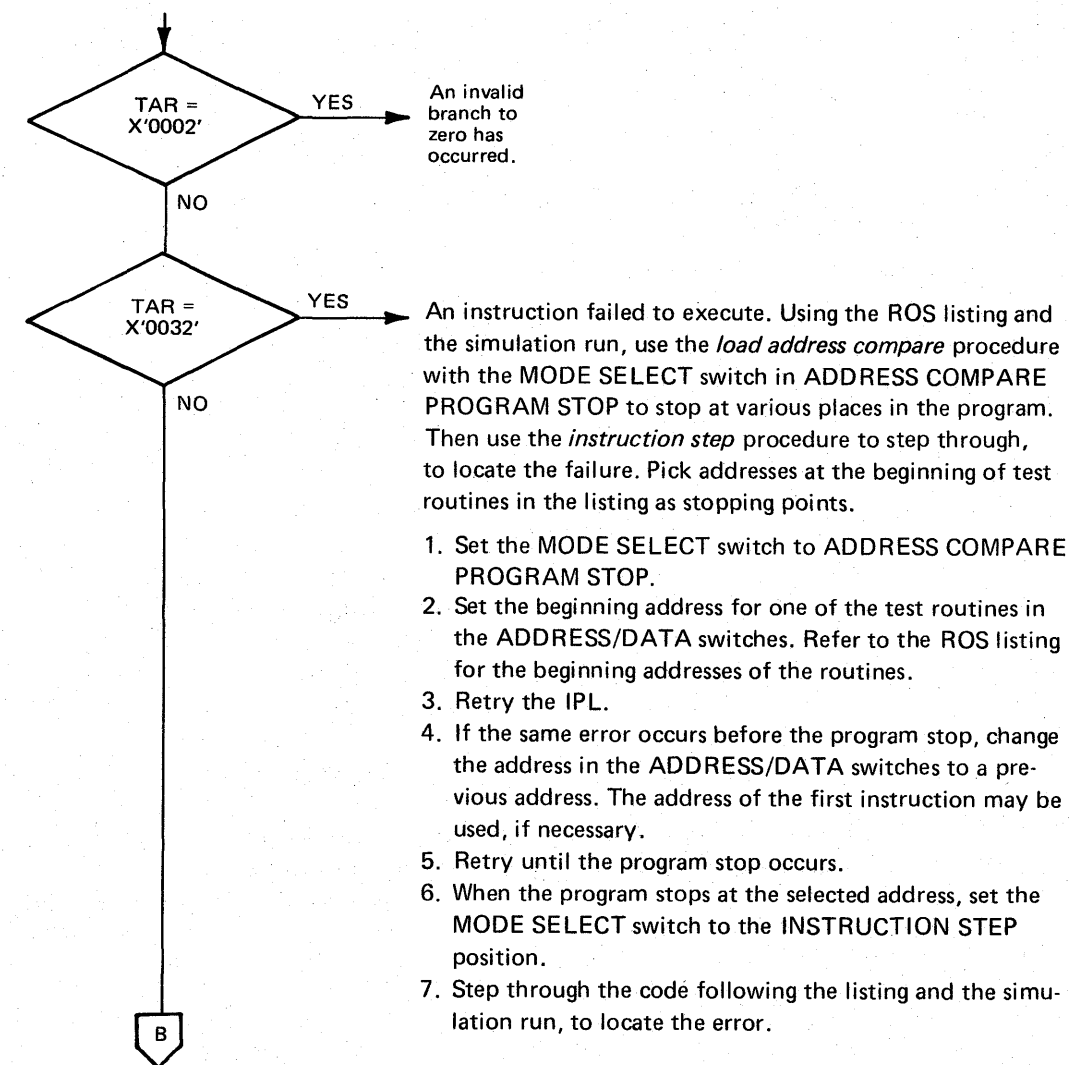 TAR =
X'0002'
YES
An invalid
branch to
zero has
occurred.
NO
TAR =
X'0032'
YES
An instruction failed to execute. Using the ROS listing and
the simulation run, use the load address compare procedure
with the MODE SELECT switch in ADDRESS COMPARE
PROGRAM STOP to stop at various places in the program.
Then use the instruction step procedure to step through,
to locate the failure. Pick addresses at the beginning of test
routines in the listing as stopping points.
NO
1. Set the MODE SELECT switch to ADDRESS COMPARE
PROGRAM STOP.
2. Set the beginning address for one of the test routines in
the ADDRESS/DATA switches. Refer to the ROS listing
for the beginning addresses of the routines.
3. Retry the IPL.
4. If the same error occurs before the program stop, change
the address in the ADDRESS/DATA switches to a pre-
vious address. The address of the first instruction may be
used, if necessary.
5. Retry until the program stop occurs.
6. When the program stops at the selected address, set the
MODE SELECT switch to the INSTRUCTION STEP
position.
7. Step through the code following the listing and the simu-
lation run, to locate the error.
B